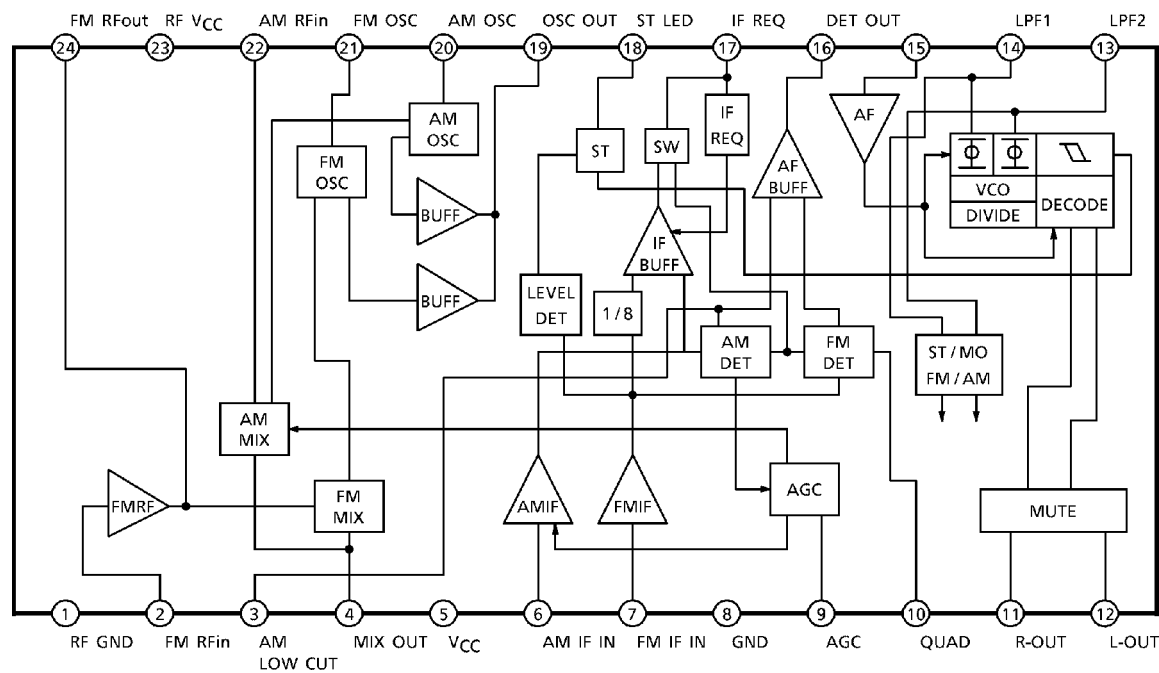 FM RFout RF VCC AM RFin FM OSC AM OSC OSC OUT ST LED IF REQ DET OUT LPF1 LPF2
24 23 22 21 20 19 18 17 16 15 14 13
AM
OSC
FM
OSC
BUFF
BUFF
ST
SW
IF
REQ
AF
BUFF
AF
VCO
DIVIDE
DECODE
IF
BUFF
LEVEL
DET
1/8
AM
DET
FM
DET
ST/MO
FM/AM
AM
MIX
FMRF
FM
MIX
AMIF
FMIF
AGC
MUTE
1 2 3 4 5 6 7 8 9 10 11 12
RF GND FM RFin AM MIX OUT VCC AM IF IN FM IF IN GND AGC QUAD R-OUT L-OUT
LOW CUT